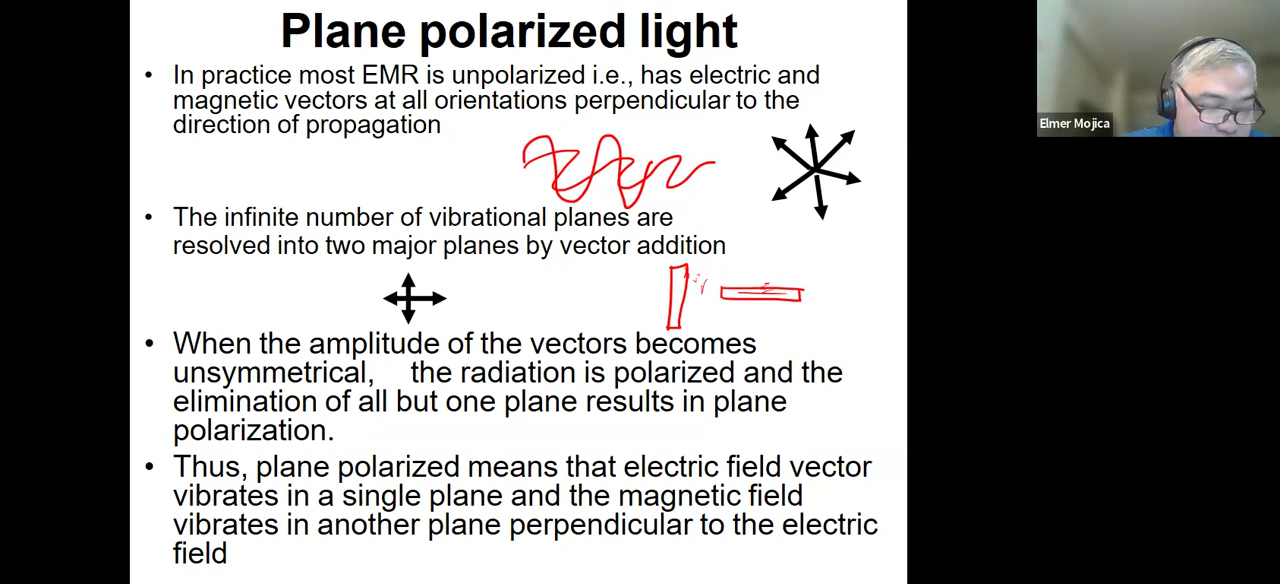 Plane polarized light
• In practice most EMR is unpolarized i.e., has electric and
magnetic vectors at all orientations perpendicular to the
direction of propagation
Elmer Mojica
• The infinite number of vibrational planes are
resolved into two major planes by vector addition
• When the amplitude of the vectors becomes
unsymmetrical, the radiation is polarized and the
elimination of all but one plane results in plane
polarization.
• Thus, plane polarized means that electric field vector
vibrates in a single plane and the magnetic field
vibrates in another plane perpendicular to the electric
field